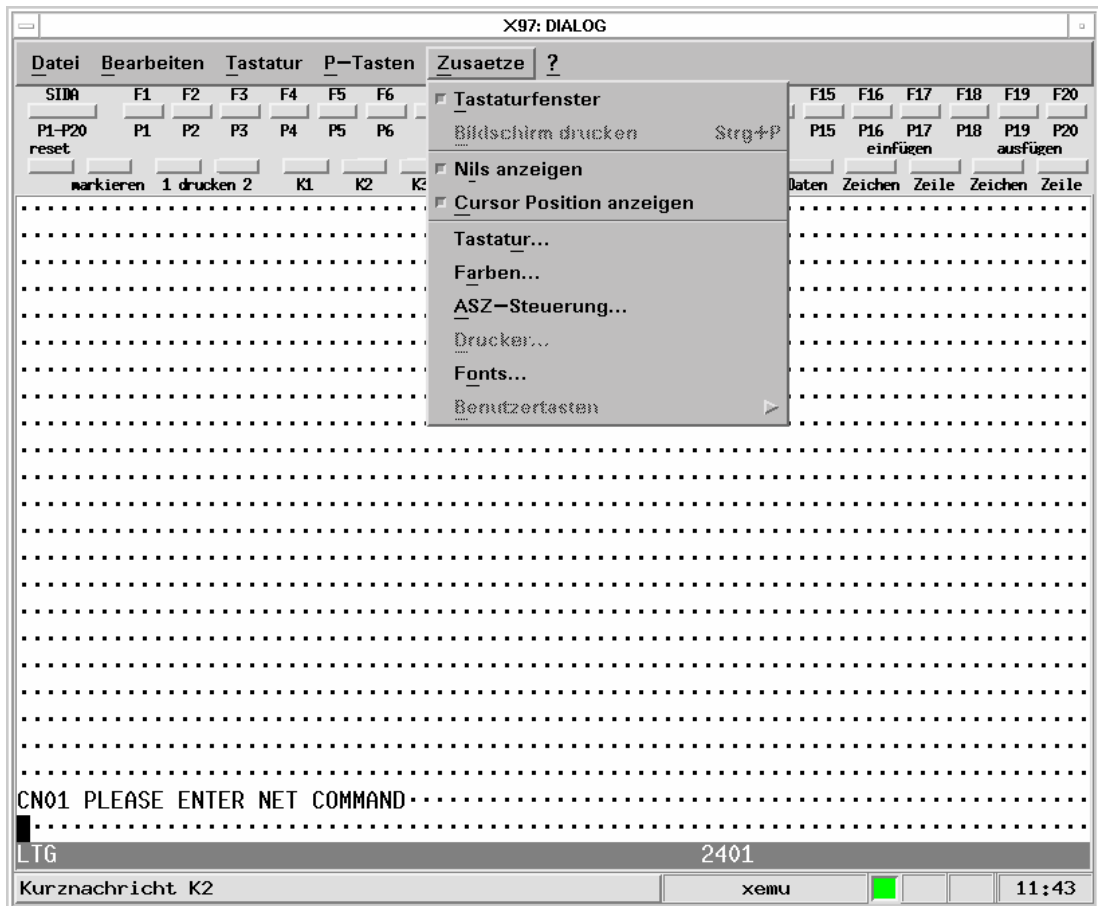 X97: DIALOG
Datei Bearbeiten Tastatur P-Tasten Zusaetze ?
SIDA F1 F2 F3 F4 F5 F6 F15 F16 F17 F18 F19 F20
P1-P20 P1 P2 P3 P4 P5 P6 P15 P16 P17 P18 P19 P20
reset einfügen ausfügen
markieren 1 drucken 2 K1 K2 Daten Zeichen Zeile Zeichen Zeile
Tastaturfenster
Bildschirm drucken Strg+P
Nils anzeigen
Cursor Position anzeigen
Tastatur...
Farben...
ASZ-Steuerung...
Drucker...
Fonts...
Benutzertasten
CN01 PLEASE ENTER NET COMMAND
LTG 2401
Kurznachricht K2 xemu 11:43